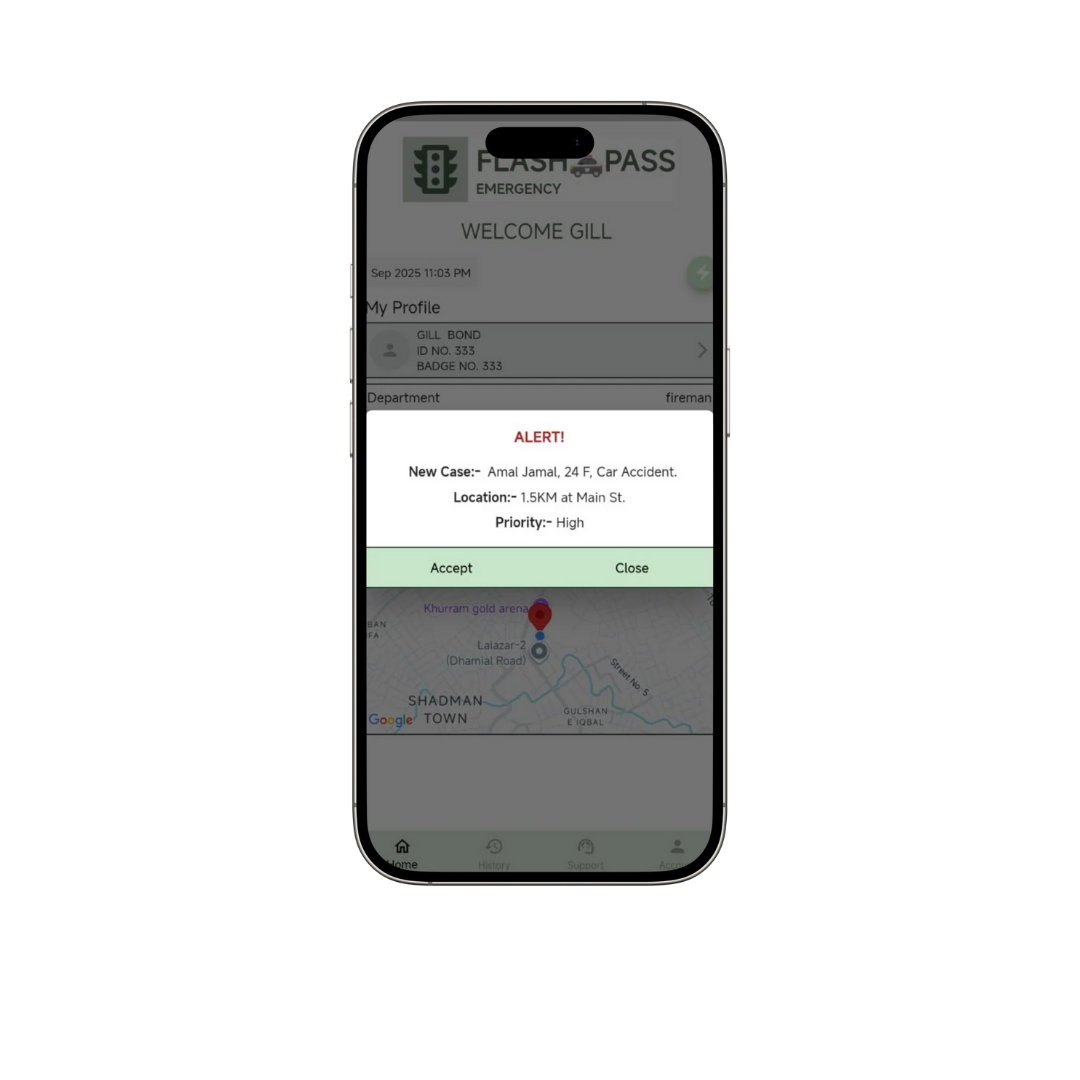 FLASH PASS
EMERGENCY
WELCOME GILL
Sep 2025 11:03 PM
My Profile
GILL BOND
ID NO. 333
BADGE NO. 333
Department fireman
ALERT!
New Case:- Amal Jamal, 24 F, Car Accident.
Location:- 1.5KM at Main St.
Priority:- High
Accept Close
Khurram gold arena
BAN
FA
Lalazar-2
(Dhamial Road)
Street No. 5
SHADMAN
TOWN
GULSHAN
E IQBAL
Google
Home History Support